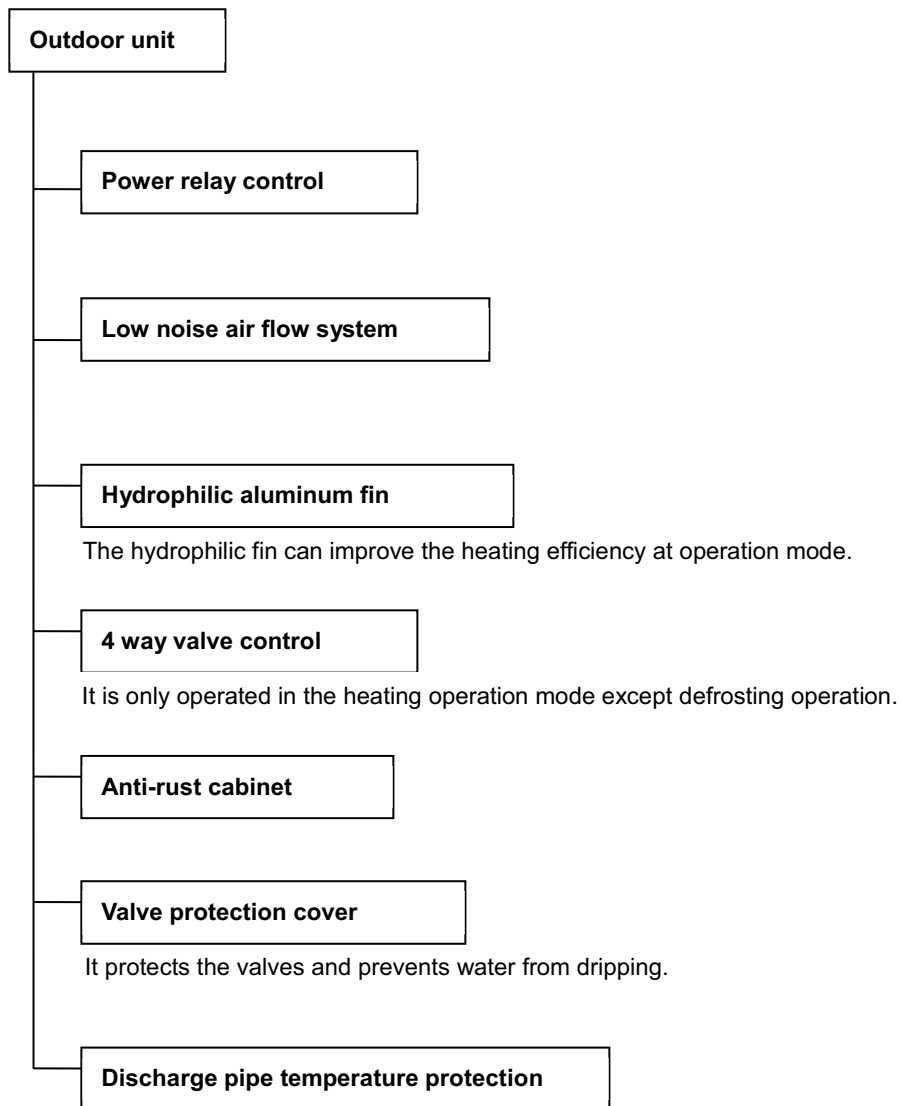 Outdoor unit
Power relay control
Low noise air flow system
Hydrophilic aluminum fin
The hydrophilic fin can improve the heating efficiency at operation mode.
4 way valve control
It is only operated in the heating operation mode except defrosting operation.
Anti-rust cabinet
Valve protection cover
It protects the valves and prevents water from dripping.
Discharge pipe temperature protection